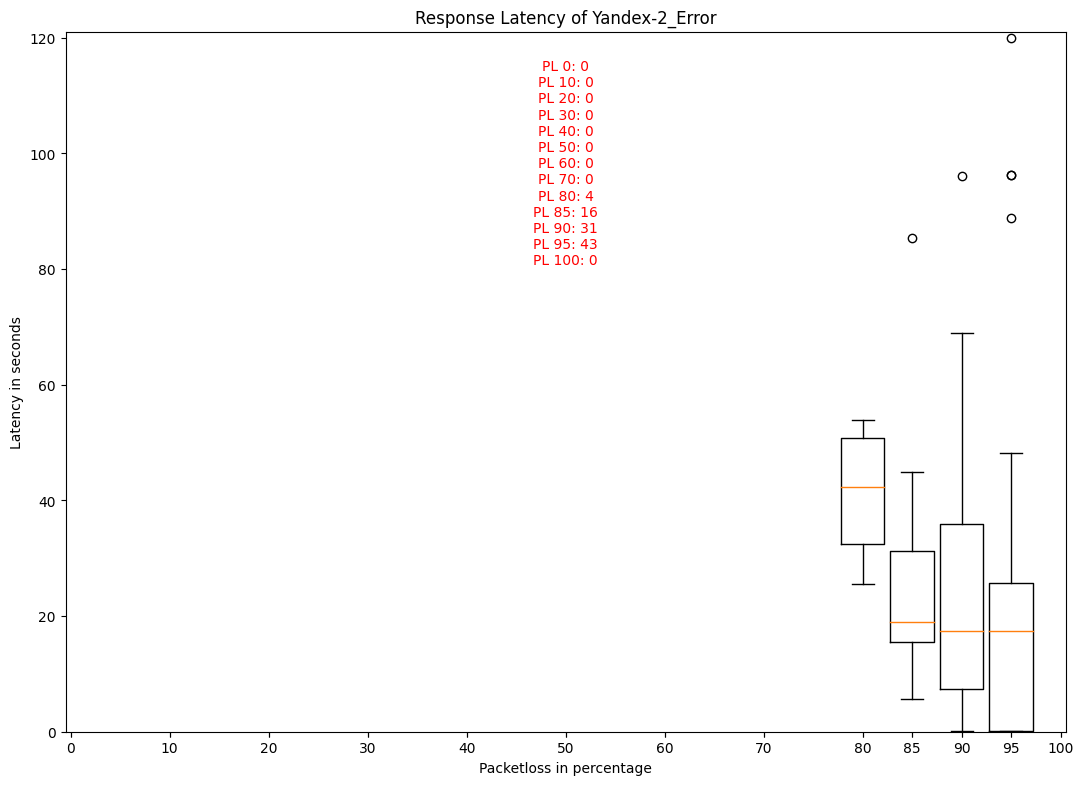 Response Latency of Yandex-2_Error
120
100
80
60
40
20
0
Latency in seconds
PL 0: 0
PL 10: 0
PL 20: 0
PL 30: 0
PL 40: 0
PL 50: 0
PL 60: 0
PL 70: 0
PL 80: 4
PL 85: 16
PL 90: 31
PL 95: 43
PL 100: 0
0 10 20 30 40 50 60 70 80 85 90 95 100
Packetloss in percentage